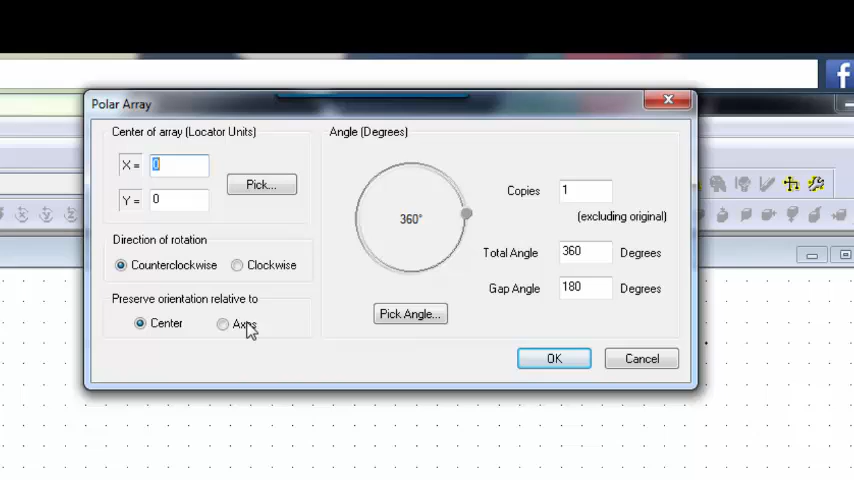 f
Polar Array
Center of array (Locator Units)
X = 0
Y = 0
Pick...
Direction of rotation
Counterclockwise
Clockwise
Preserve orientation relative to
Center
Axes
Angle (Degrees)
360°
Pick Angle...
Copies 1
(excluding original)
Total Angle 360 Degrees
Gap Angle 180 Degrees
OK
Cancel